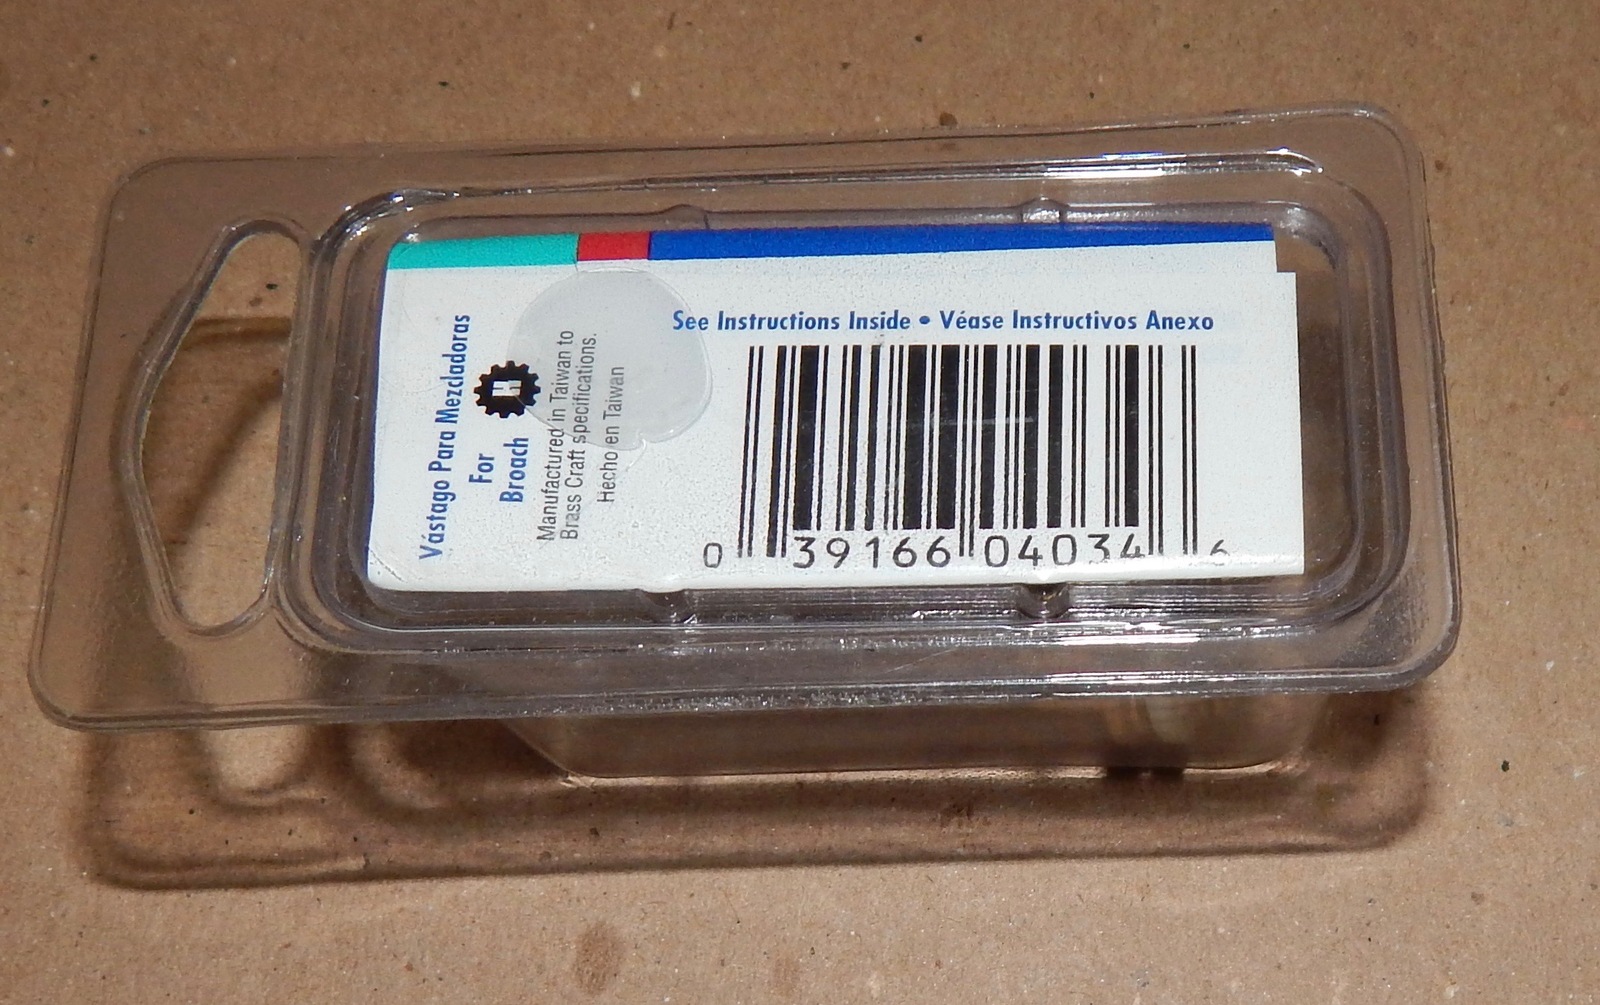 See Instructions Inside • Véase Instructivos Anexo
Vástago Para Mezcladoras
For
Broach
H
Manufactured in Taiwan to
Brass Craft specifications.
Hecho en Taiwan
0 39166 04034 6